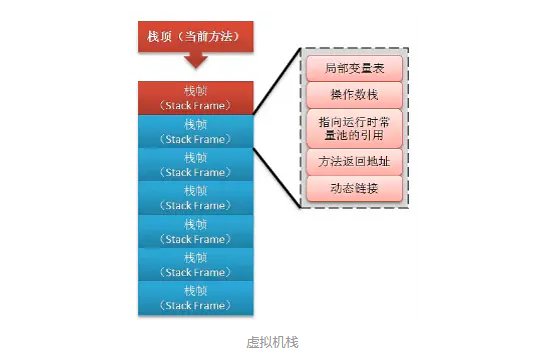 栈顶（当前方法）
栈帧
（Stack Frame）
栈帧
（Stack Frame）
栈帧
（Stack Frame）
栈帧
（Stack Frame）
栈帧
（Stack Frame）
栈帧
（Stack Frame）
栈帧
（Stack Frame）
局部变量表
操作数栈
指向运行时常
量池的引用
方法返回地址
动态链接
虚拟机栈